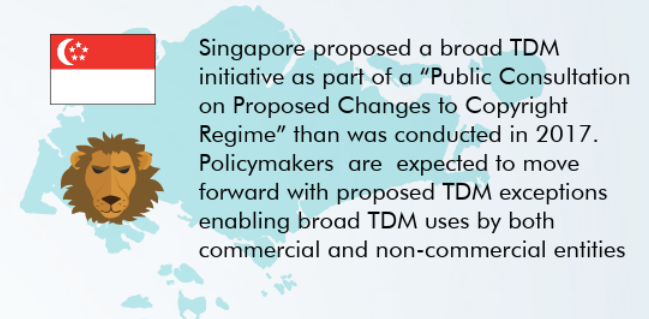 Singapore proposed a broad TDM
initiative as part of a “Public Consultation
on Proposed Changes to Copyright
Regime” than was conducted in 2017.
Policymakers are expected to move
forward with proposed TDM exceptions
enabling broad TDM uses by both
commercial and non-commercial entities